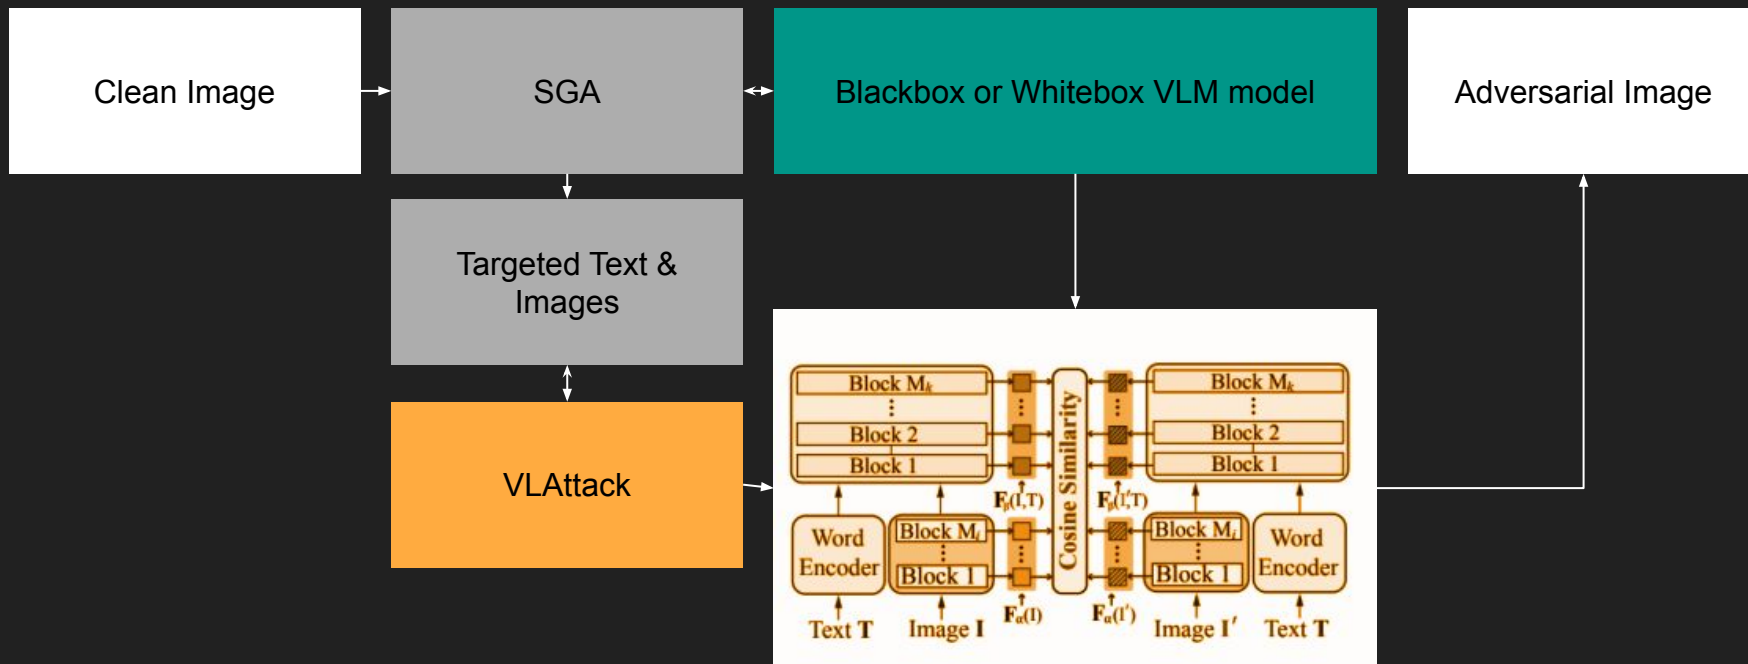 Clean Image
SGA
Blackbox or Whitebox VLM model
Adversarial Image
Targeted Text &
Images
VLAttack
Block Mₖ
Block 2
Block 1
Fᵦ(I,T)
Word
Encoder
Block Mᵢ
Block 1
Fα(I)
Text T
Image I
Cosine Similarity
Block Mₖ
Block 2
Block 1
Fᵦ(I′,T)
Block Mᵢ
Block 1
Word
Encoder
Fα(I′)
Image I′
Text T